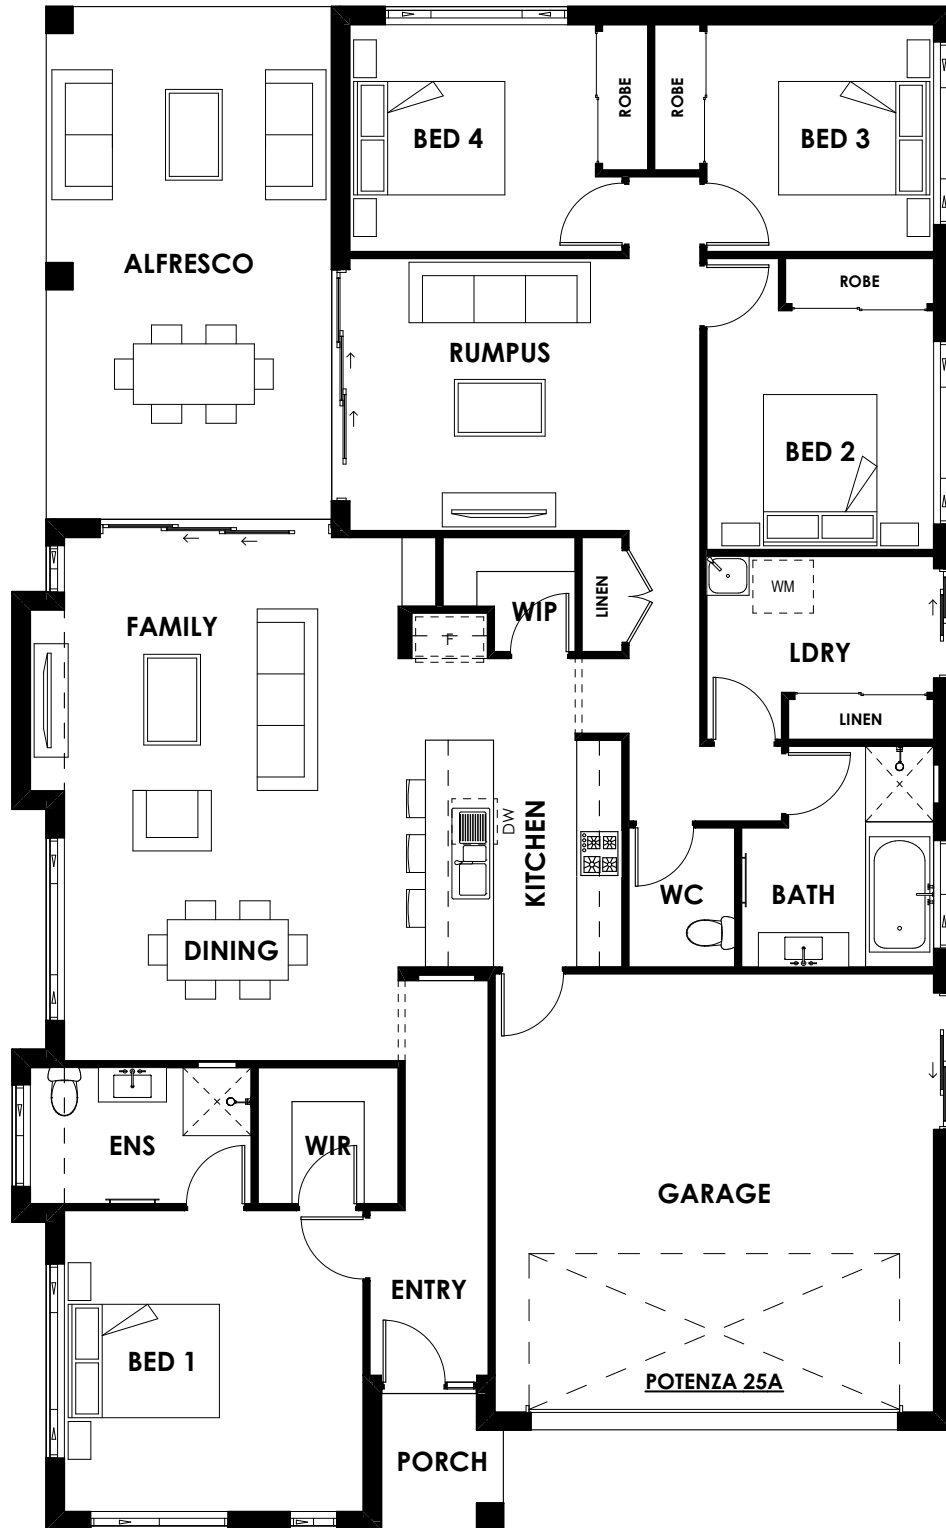 BED 4
ROBE
ROBE
BED 3
ALFRESCO
ROBE
RUMPUS
BED 2
WM
LINEN
WIP
FAMILY
F
LDRY
LINEN
DW
KITCHEN
WC
BATH
DINING
ENS
WIR
GARAGE
ENTRY
BED 1
POTENZA 25A
PORCH